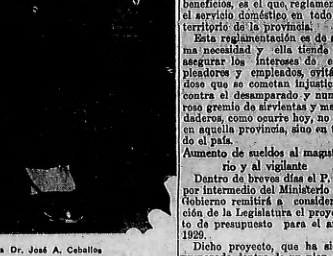 a Dr. José A. Ceballos
beneficios, es el que, reglamen
el servicio doméstico, en todo
territorio de la provincia.
Esta reglamentación es de s
ma necesidad y ella tiende
asegurar los intereses de e
pleadores y empleados, evitá
dose que se cometan injustic
contra el desamparado y num
roso gremio de sirvientas y ma
daderos, como ocurre hoy, no
en aquella provincia, sino en t
do el país.
Aumento de sueldos al magist
rio y al vigilante
Dentro de breves días el P.
por intermedio del Ministerio
Gobierno remitirá a consider
ción de la Legislatura el proye
to de presupuesto para el a
1929.
Dicho proyecto, que ha si